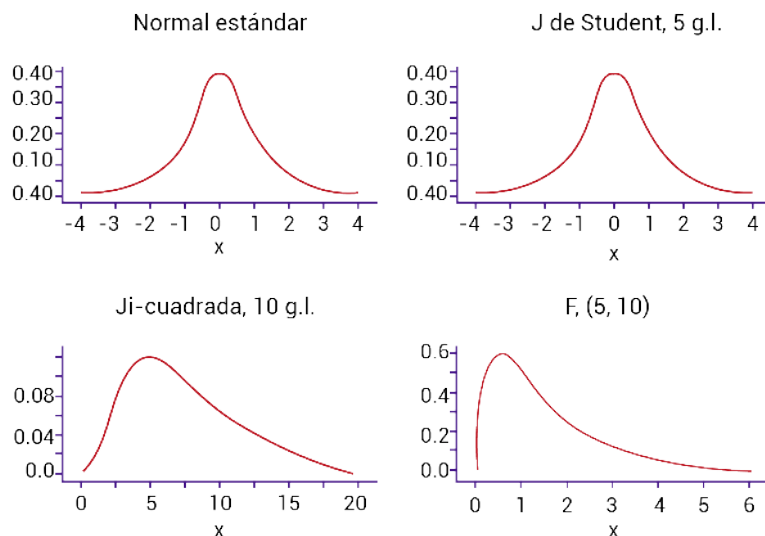 Normal estándar
0.40
0.30
0.20
0.10
0.40
-4 -3 -2 -1 0 1 2 3 4
x
J de Student, 5 g.l.
0.40
0.30
0.20
0.10
0.40
-4 -3 -2 -1 0 1 2 3 4
x
Ji-cuadrada, 10 g.l.
0.08
0.04
0.0
0 5 10 15 20
x
F, (5, 10)
0.6
0.4
0.2
0.0
0 1 2 3 4 5 6
x